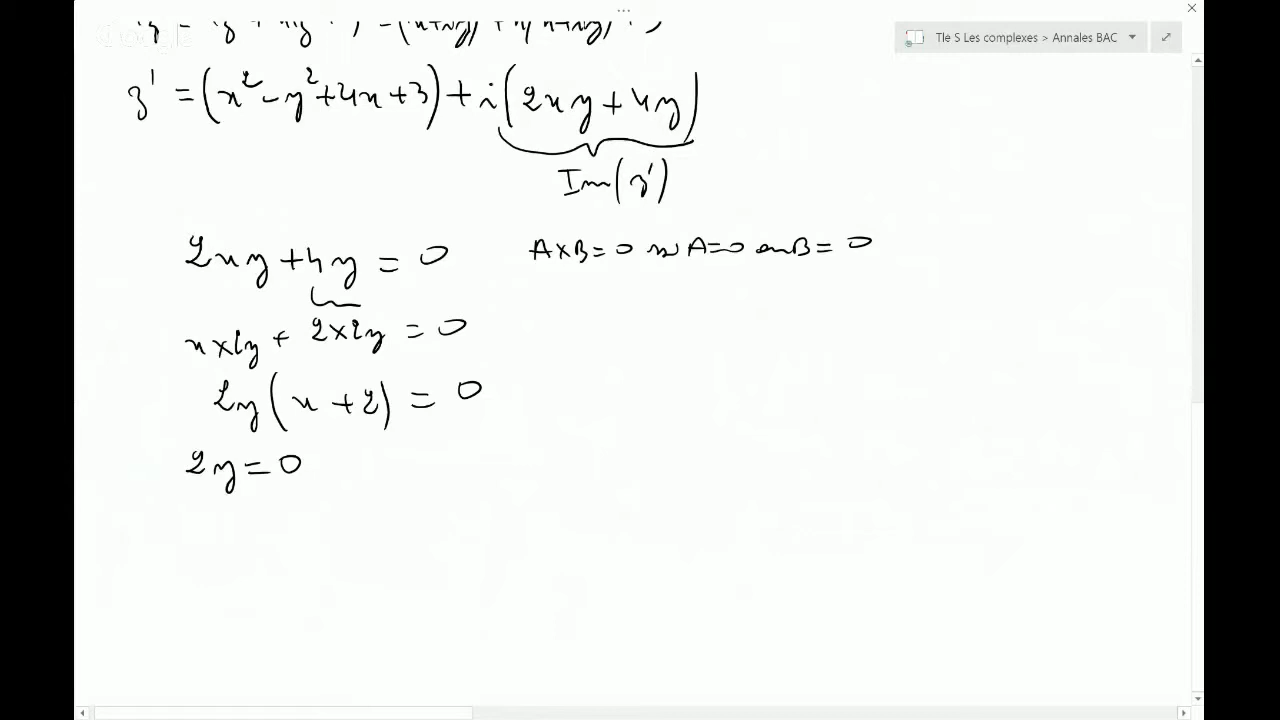 Tle S Les complexes > Annales BAC
z' = (x² - y² + 4x + 3) + i(2xy + 4y)
Im(z')
2xy + 4y = 0 A×B = 0 A = 0 ou B = 0
x×2y + 2×2y = 0
2y(x + 2) = 0
2y = 0